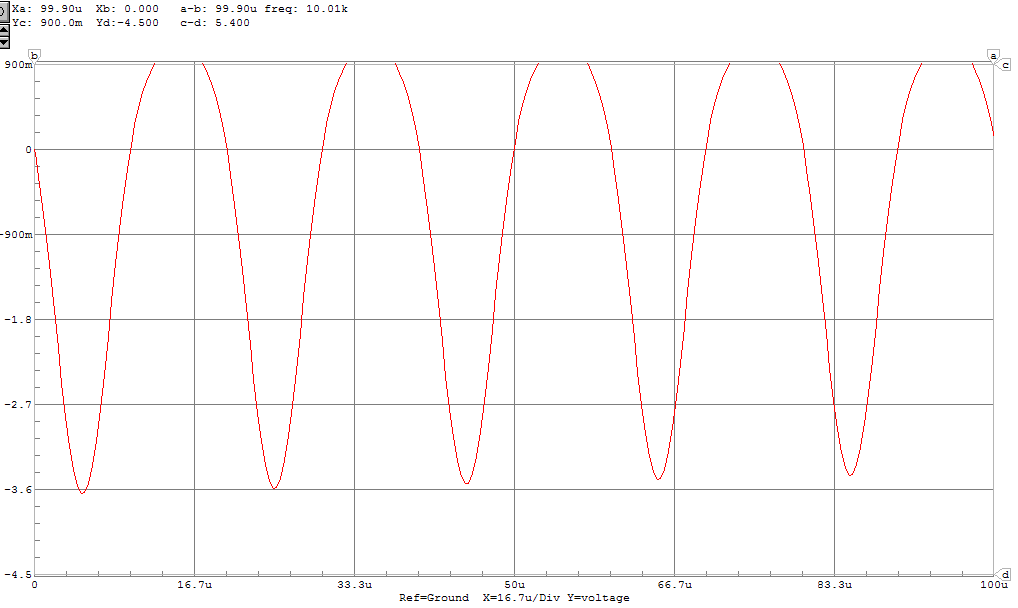 Xa: 99.90u Xb: 0.000 a-b: 99.90u freq: 10.01k
Yc: 900.0m Yd:-4.500 c-d: 5.400
b a
900m c
0
-900m
-1.8
-2.7
-3.6
-4.5 d
0 16.7u 33.3u 50u 66.7u 83.3u 100u
Ref=Ground X=16.7u/Div Y=voltage